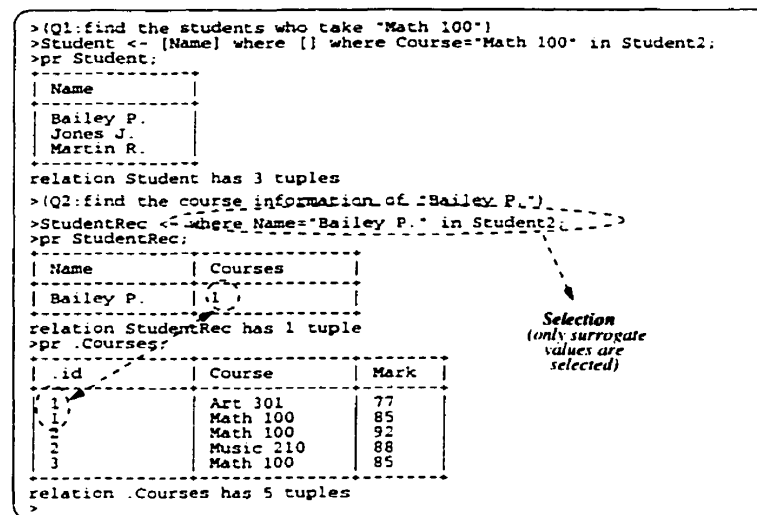 >{Q1:find the students who take "Math 100"}
>Student <- [Name] where [] where Course="Math 100" in Student2;
>pr Student;
| Name |
| Bailey P. |
| Jones J. |
| Martin R. |
relation Student has 3 tuples
>{Q2:find the course information of "Bailey P."}
>StudentRec <- where Name="Bailey P." in Student2;
>pr StudentRec;
| Name | Courses |
| Bailey P. | 1 |
relation StudentRec has 1 tuple
>pr .Courses;
| .id | Course | Mark |
| 1 | Art 301 | 77 |
| 1 | Math 100 | 85 |
| 2 | Math 100 | 92 |
| 2 | Music 210 | 88 |
| 3 | Math 100 | 85 |
relation .Courses has 5 tuples
>
Selection
(only surrogate
values are
selected)